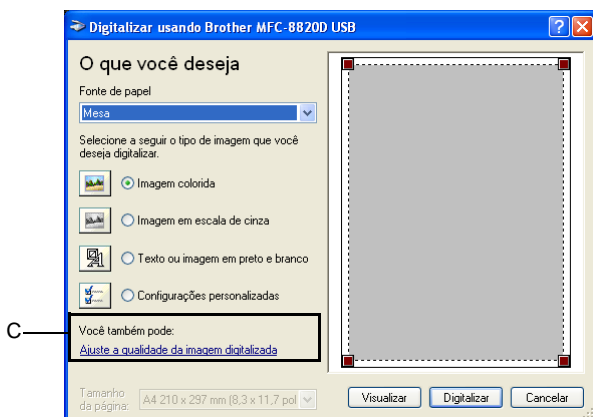 Digitalizar usando Brother MFC-8820D USB
O que você deseja
Fonte de papel
Mesa
Selecione a seguir o tipo de imagem que você
deseja digitalizar.
Imagem colorida
Imagem em escala de cinza
Texto ou imagem em preto e branco
Configurações personalizadas
C
Você também pode:
Ajuste a qualidade da imagem digitalizada
Tamanho
da página:
A4 210 x 297 mm (8,3 x 11,7 pol
Visualizar
Digitalizar
Cancelar